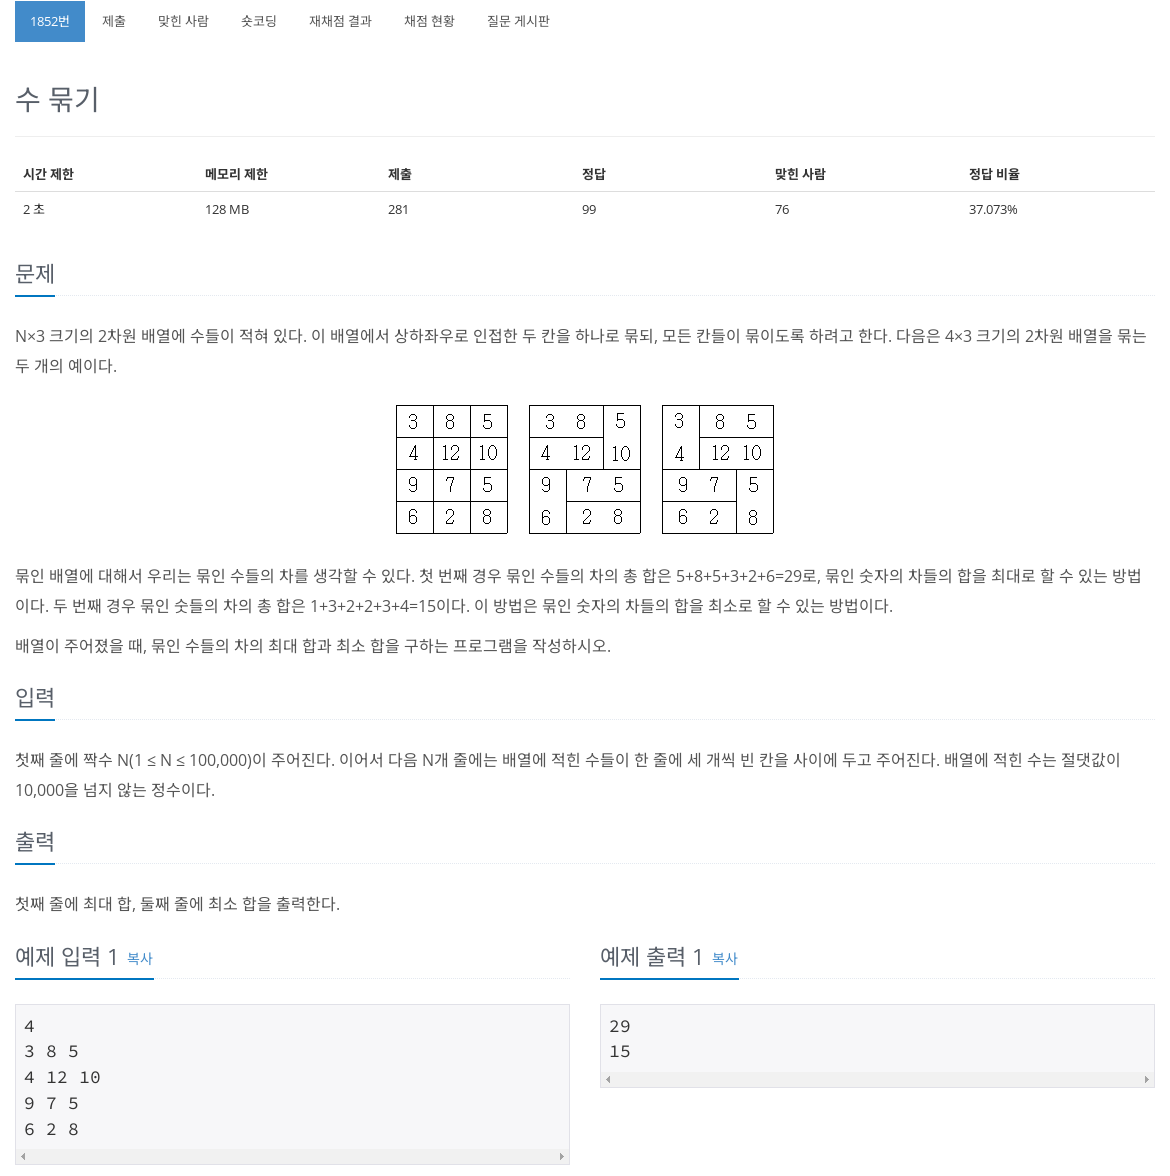 1852번 제출 맞힌 사람 숏코딩 재채점 결과 채점 현황 질문 게시판
수 묶기
시간 제한 메모리 제한 제출 정답 맞힌 사람 정답 비율
2 초 128 MB 281 99 76 37.073%
문제
N×3 크기의 2차원 배열에 수들이 적혀 있다. 이 배열에서 상하좌우로 인접한 두 칸을 하나로 묶되, 모든 칸들이 묶이도록 하려고 한다. 다음은 4×3 크기의 2차원 배열을 묶는
두 개의 예이다.
3 8 5 3 8 5 3 8 5
4 12 10 4 12 10 4 12 10
9 7 5 9 7 5 9 7 5
6 2 8 6 2 8 6 2 8
묶인 배열에 대해서 우리는 묶인 수들의 차를 생각할 수 있다. 첫 번째 경우 묶인 수들의 차의 총 합은 5+8+5+3+2+6=29로, 묶인 숫자의 차들의 합을 최대로 할 수 있는 방법
이다. 두 번째 경우 묶인 숫들의 차의 총 합은 1+3+2+2+3+4=15이다. 이 방법은 묶인 숫자의 차들의 합을 최소로 할 수 있는 방법이다.
배열이 주어졌을 때, 묶인 수들의 차의 최대 합과 최소 합을 구하는 프로그램을 작성하시오.
입력
첫째 줄에 짝수 N(1 ≤ N ≤ 100,000)이 주어진다. 이어서 다음 N개 줄에는 배열에 적힌 수들이 한 줄에 세 개씩 빈 칸을 사이에 두고 주어진다. 배열에 적힌 수는 절댓값이
10,000을 넘지 않는 정수이다.
출력
첫째 줄에 최대 합, 둘째 줄에 최소 합을 출력한다.
예제 입력 1 복사
4
3 8 5
4 12 10
9 7 5
6 2 8
예제 출력 1 복사
29
15